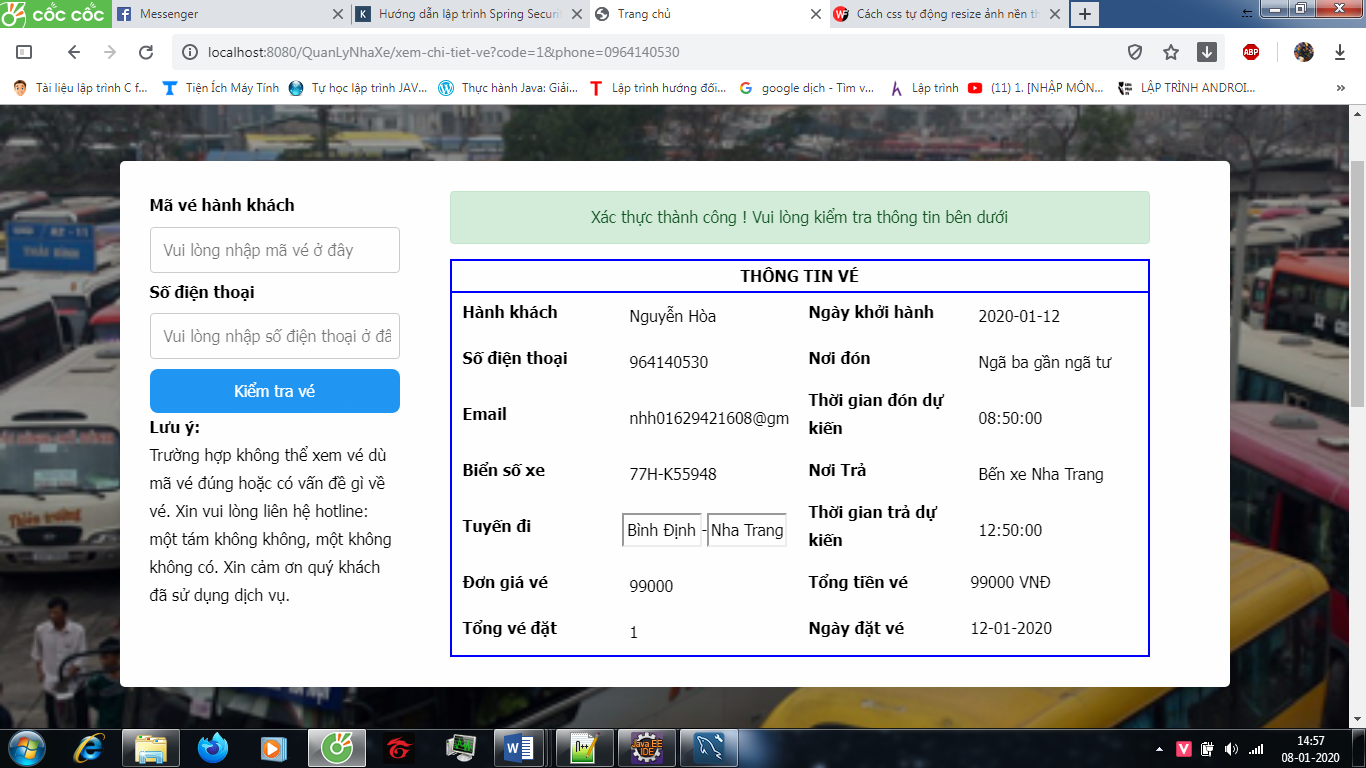 cốc cốc
Messenger
Hướng dẫn lập trình Spring Securit
Trang chủ
Cách css tự động resize ảnh nền th
localhost:8080/QuanLyNhaXe/xem-chi-tiet-ve?code=1&phone=0964140530
ABP
Tài liệu lập trình C f...
Tiện Ích Máy Tính
Tự học lập trình JAV...
Thực hành Java: Giải...
Lập trình hướng đối...
google dịch - Tìm v...
Lập trình
(11) 1. [NHẬP MÔN...
LẬP TRÌNH ANDROI...
THÁI BÌNH
Mã vé hành khách
Vui lòng nhập mã vé ở đây
Số điện thoại
Vui lòng nhập số điện thoại ở đâ
Kiểm tra vé
Lưu ý:
Trường hợp không thể xem vé dù
mã vé đúng hoặc có vấn đề gì về
vé. Xin vui lòng liên hệ hotline:
một tám không không, một không
không có. Xin cảm ơn quý khách
đã sử dụng dịch vụ.
Xác thực thành công ! Vui lòng kiểm tra thông tin bên dưới
THÔNG TIN VÉ
Hành khách Nguyễn Hòa Ngày khởi hành 2020-01-12
Số điện thoại 964140530 Nơi đón Ngã ba gần ngã tư
Email nhh01629421608@gm Thời gian đón dự
kiến 08:50:00
Biển số xe 77H-K55948 Nơi Trả Bến xe Nha Trang
Tuyến đi Bình Định - Nha Trang Thời gian trả dự
kiến 12:50:00
Đơn giá vé 99000 Tổng tiền vé 99000 VNĐ
Tổng vé đặt 1 Ngày đặt vé 12-01-2020
Java EE
IDE
14:57
08-01-2020